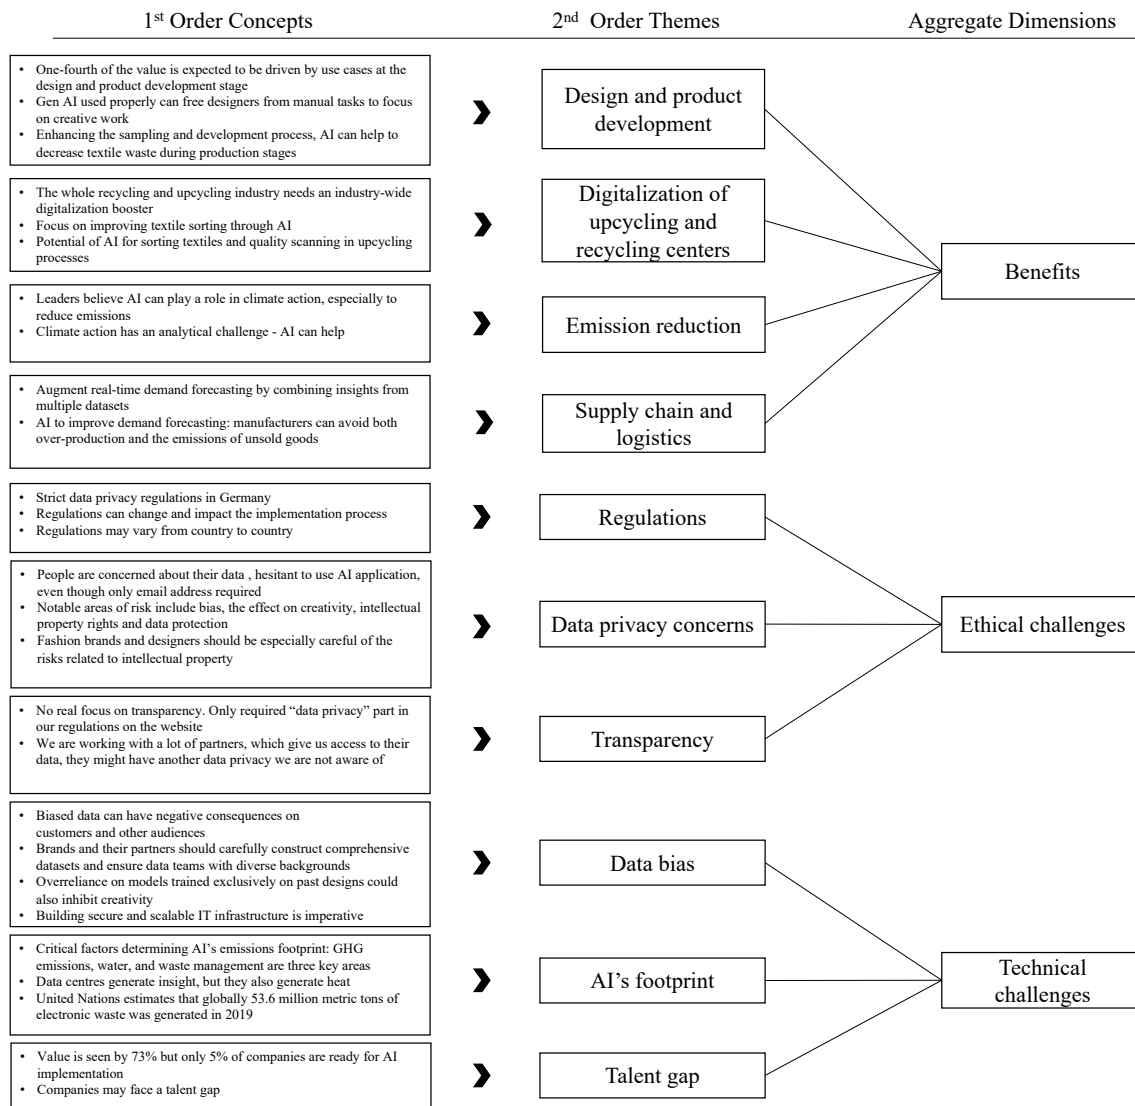 1st Order Concepts
2nd Order Themes
Aggregate Dimensions
• One-fourth of the value is expected to be driven by use cases at the
design and product development stage
• Gen AI used properly can free designers from manual tasks to focus
on creative work
• Enhancing the sampling and development process, AI can help to
decrease textile waste during production stages
Design and product
development
• The whole recycling and upcycling industry needs an industry-wide
digitalization booster
• Focus on improving textile sorting through AI
• Potential of AI for sorting textiles and quality scanning in upcycling
processes
Digitalization of
upcycling and
recycling centers
Benefits
• Leaders believe AI can play a role in climate action, especially to
reduce emissions
• Climate action has an analytical challenge - AI can help
Emission reduction
• Augment real-time demand forecasting by combining insights from
multiple datasets
• AI to improve demand forecasting: manufacturers can avoid both
over-production and the emissions of unsold goods
Supply chain and
logistics
• Strict data privacy regulations in Germany
• Regulations can change and impact the implementation process
• Regulations may vary from country to country
Regulations
• People are concerned about their data , hesitant to use AI application,
even though only email address required
• Notable areas of risk include bias, the effect on creativity, intellectual
property rights and data protection
• Fashion brands and designers should be especially careful of the
risks related to intellectual property
Data privacy concerns
Ethical challenges
• No real focus on transparency. Only required “data privacy” part in
our regulations on the website
• We are working with a lot of partners, which give us access to their
data, they might have another data privacy we are not aware of
Transparency
• Biased data can have negative consequences on
customers and other audiences
• Brands and their partners should carefully construct comprehensive
datasets and ensure data teams with diverse backgrounds
• Overreliance on models trained exclusively on past designs could
also inhibit creativity
• Building secure and scalable IT infrastructure is imperative
Data bias
• Critical factors determining AI’s emissions footprint: GHG
emissions, water, and waste management are three key areas
• Data centres generate insight, but they also generate heat
• United Nations estimates that globally 53.6 million metric tons of
electronic waste was generated in 2019
AI’s footprint
Technical
challenges
• Value is seen by 73% but only 5% of companies are ready for AI
implementation
• Companies may face a talent gap
Talent gap